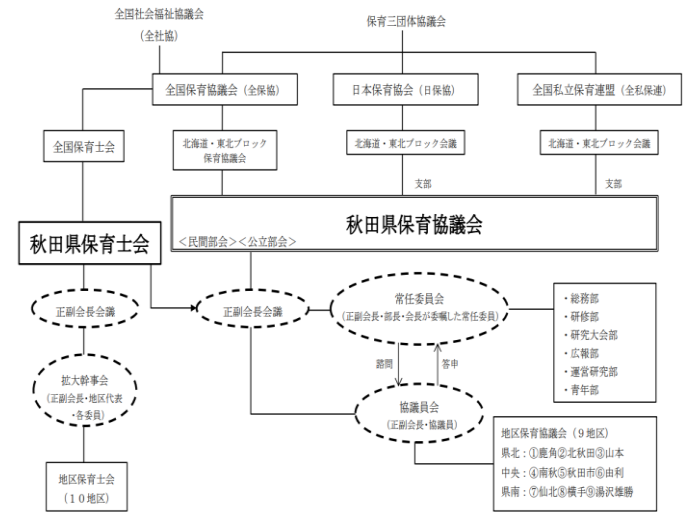 全国社会福祉協議会
（全社協）
保育三団体協議会
全国保育協議会（全保協）
日本保育協会（日保協）
全国私立保育連盟（全私保連）
全国保育士会
北海道・東北ブロック
保育協議会
北海道・東北ブロック会議
北海道・東北ブロック会議
支部
支部
秋田県保育士会
秋田県保育協議会
＜民間部会＞＜公立部会＞
正副会長会議
正副会長会議
常任委員会
（正副会長・部長・会長が委嘱した常任委員）
・総務部
・研修部
・研究大会部
・広報部
・運営研究部
・青年部
諮問
答申
拡大幹事会
（正副会長・地区代表
・各委員）
協議員会
（正副会長・協議員）
地区保育士会
（１０地区）
地区保育協議会（９地区）
県北：①鹿角②北秋田③山本
中央：④南秋⑤秋田市⑥由利
県南：⑦仙北⑧横手⑨湯沢雄勝